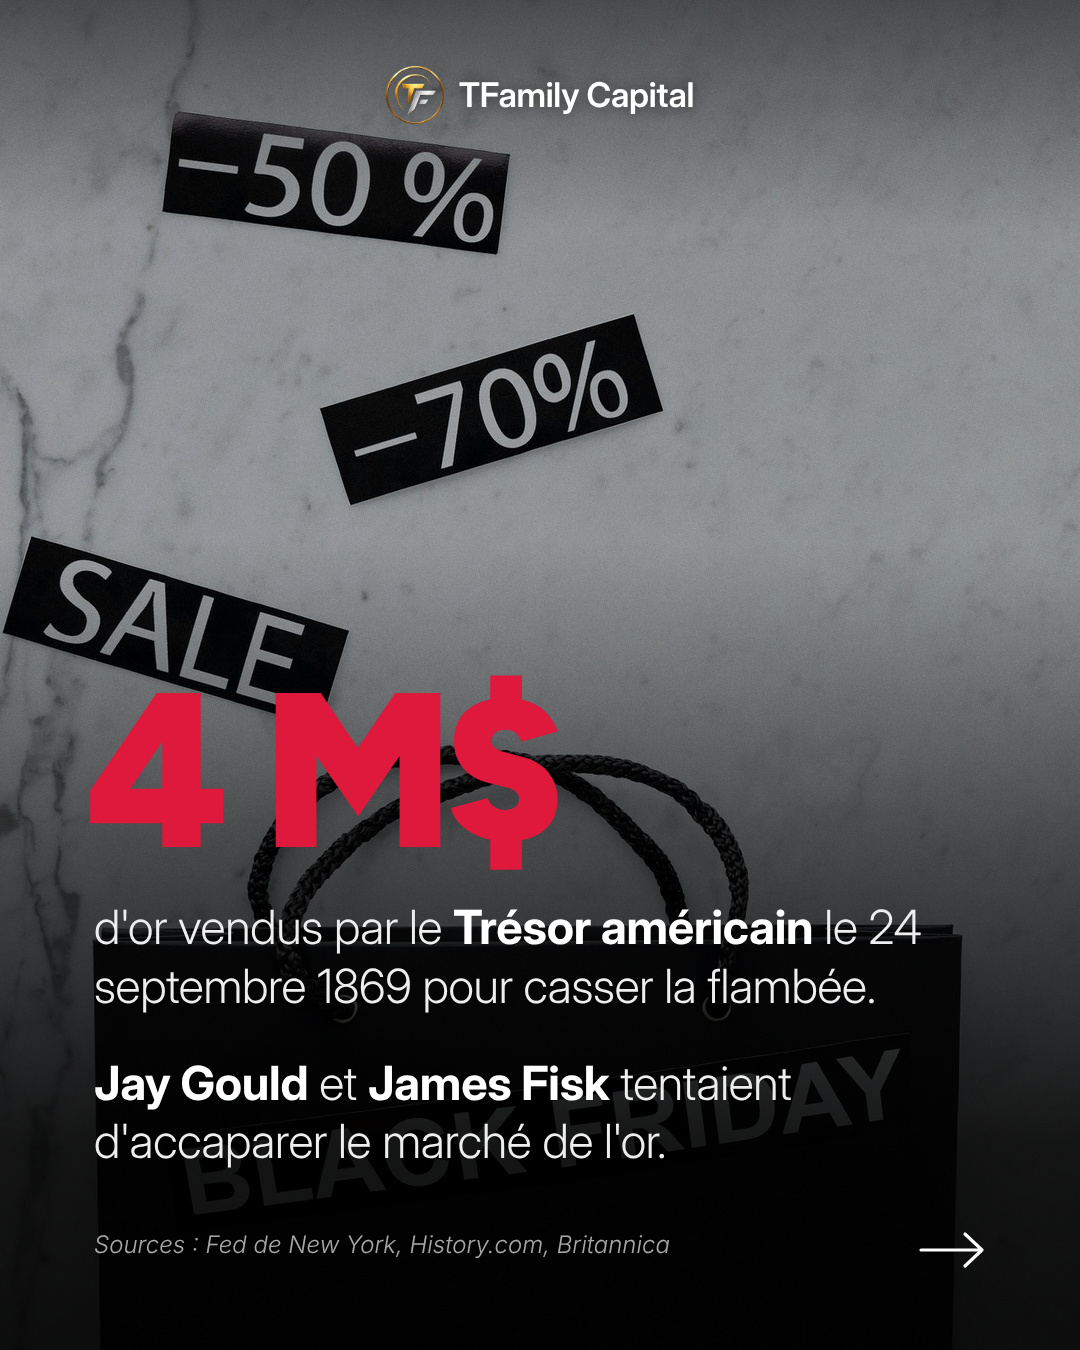 TFamily Capital
−50 %
−70%
SALE
4 M$
d'or vendus par le Trésor américain le 24
septembre 1869 pour casser la flambée.
Jay Gould et James Fisk tentaient
d'accaparer le marché de l'or.
BLACK FRIDAY
Sources : Fed de New York, History.com, Britannica